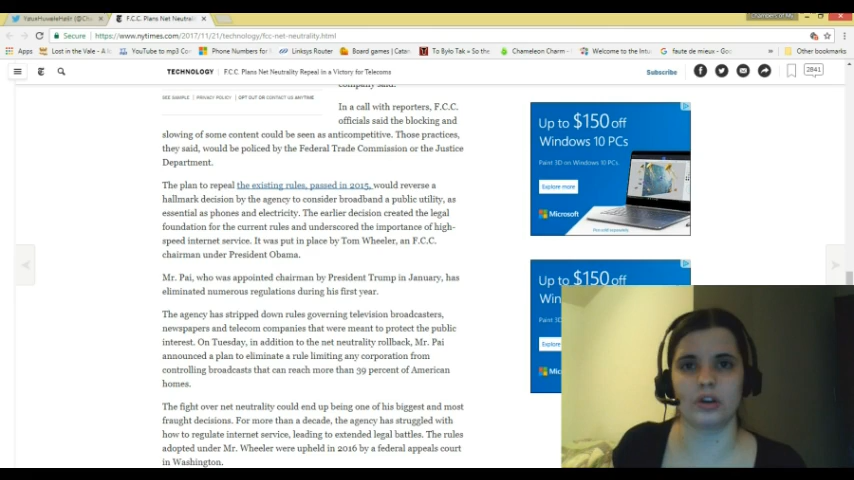 F.C.C. Plans Net Neutrali
Secure
https://www.nytimes.com/2017/11/21/technology/fcc-net-neutrality.html
Apps
Lost in the Vale - A
YouTube to mp3 Cor
Phone Numbers for
Linksys Router
Board games | Catan
To Było Tak » So the
Chameleon Charm -
Welcome to the Intu
faute de mieux - Goo
»
Other bookmarks
TECHNOLOGY | F.C.C. Plans Net Neutrality Repeal in a Victory for Telecoms
Subscribe
2841
company said.
SEE SAMPLE | PRIVACY POLICY | OPT OUT OR CONTACT US ANYTIME
In a call with reporters, F.C.C.
officials said the blocking and
slowing of some content could be seen as anticompetitive. Those practices,
they said, would be policed by the Federal Trade Commission or the Justice
Department.
The plan to repeal the existing rules, passed in 2015, would reverse a
hallmark decision by the agency to consider broadband a public utility, as
essential as phones and electricity. The earlier decision created the legal
foundation for the current rules and underscored the importance of high-
speed internet service. It was put in place by Tom Wheeler, an F.C.C.
chairman under President Obama.
Mr. Pai, who was appointed chairman by President Trump in January, has
eliminated numerous regulations during his first year.
The agency has stripped down rules governing television broadcasters,
newspapers and telecom companies that were meant to protect the public
interest. On Tuesday, in addition to the net neutrality rollback, Mr. Pai
announced a plan to eliminate a rule limiting any corporation from
controlling broadcasts that can reach more than 39 percent of American
homes.
The fight over net neutrality could end up being one of his biggest and most
fraught decisions. For more than a decade, the agency has struggled with
how to regulate internet service, leading to extended legal battles. The rules
adopted under Mr. Wheeler were upheld in 2016 by a federal appeals court
in Washington.
Up to $150 off
Windows 10 PCs
Paint 3D on Windows 10 PCs.
Explore more
Microsoft
Pen sold separately.
Up to $150 off
Win
Paint 3D
Explore
Mic